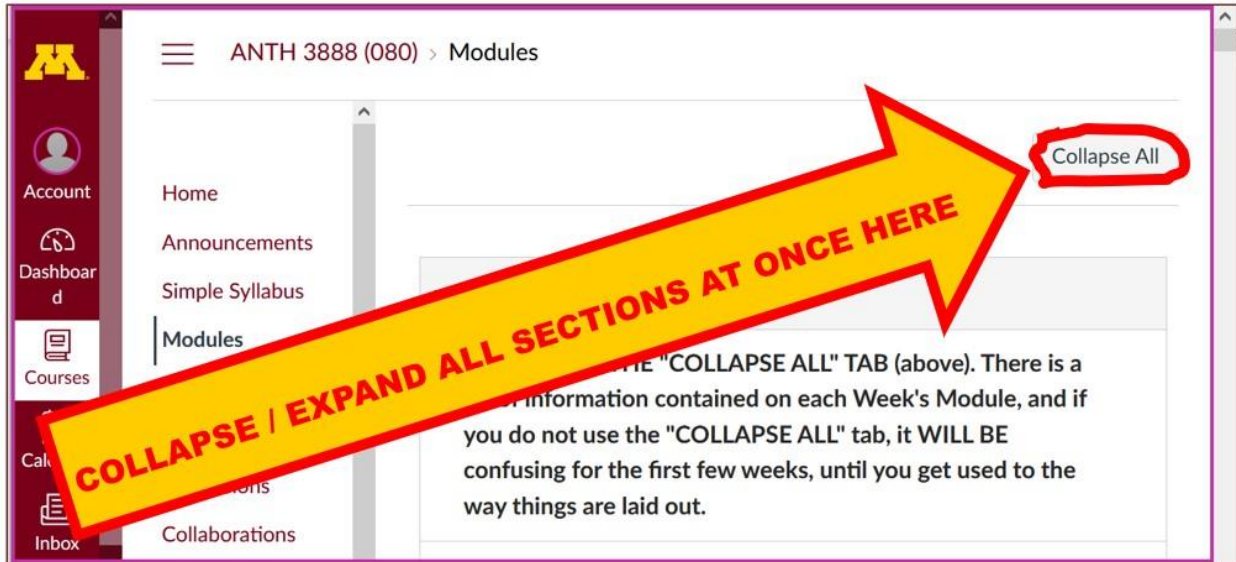 M
ANTH 3888 (080) > Modules
Collapse All
Account
Dashboar
d
Courses
Inbox
Home
Announcements
Simple Syllabus
Modules
Collaborations
COLLAPSE / EXPAND ALL SECTIONS AT ONCE HERE
"COLLAPSE ALL" TAB (above). There is a
information contained on each Week's Module, and if
you do not use the "COLLAPSE ALL" tab, it WILL BE
confusing for the first few weeks, until you get used to the
way things are laid out.